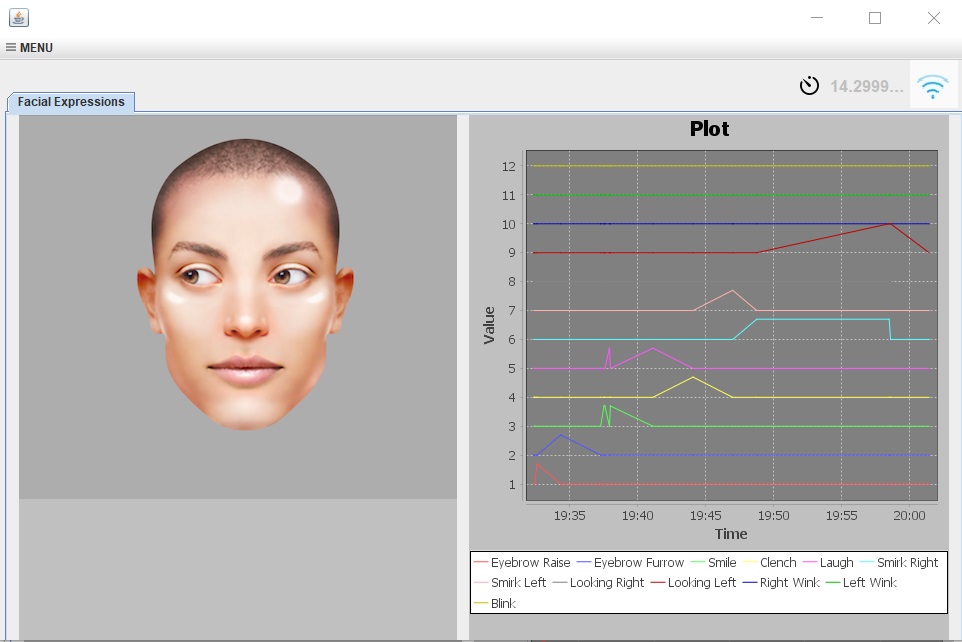 MENU
14.2999...
Facial Expressions
Plot
12
11
10
9
8
7
6
5
4
3
2
1
Value
19:35 19:40 19:45 19:50 19:55 20:00
Time
Eyebrow Raise Eyebrow Furrow Smile Clench Laugh Smirk Right
Smirk Left Looking Right Looking Left Right Wink Left Wink
Blink